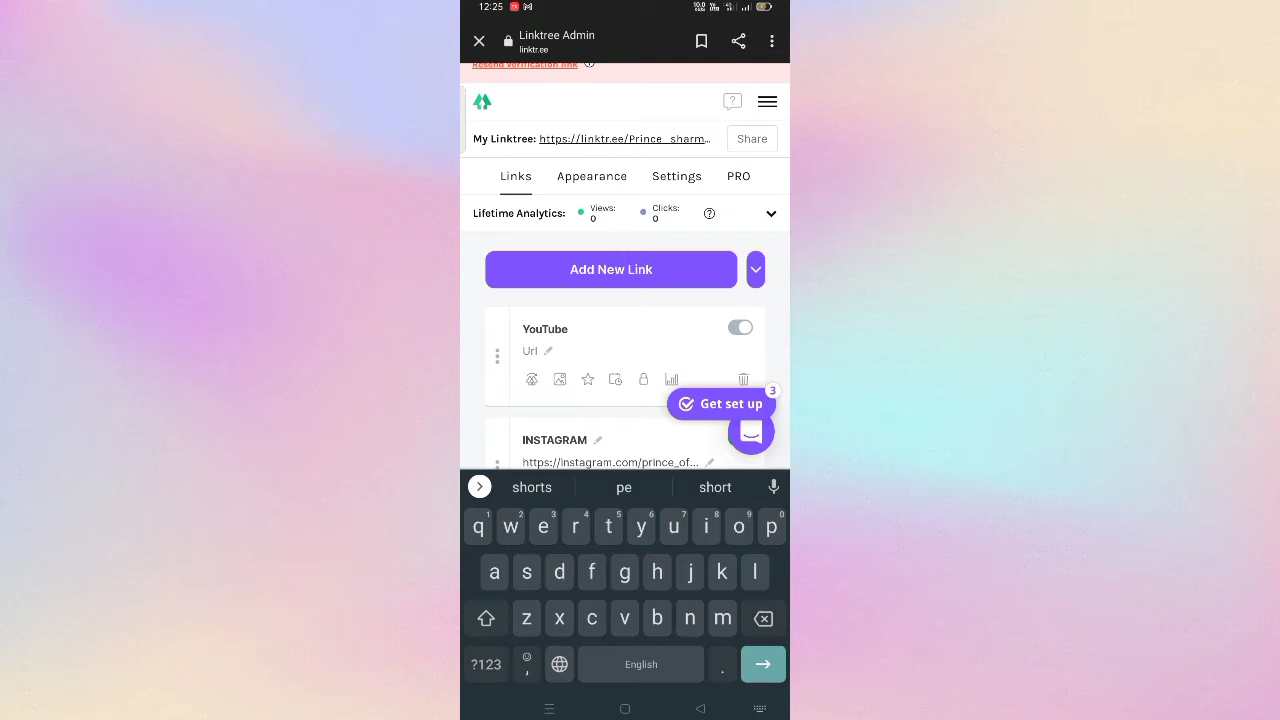 12:25
10.0
Linktree Admin
linktr.ee
Resend verification link
?
My Linktree: https://linktr.ee/Prince_sharm...
Share
Links Appearance Settings PRO
Lifetime Analytics: Views: 0 Clicks: 0 ?
Add New Link
YouTube
Url
3
Get set up
INSTAGRAM
https://instagram.com/prince_of...
shorts pe short
1 2 3 4 5 6 7 8 9 0
q w e r t y u i o p
a s d f g h j k l
z x c v b n m
?123 , English .